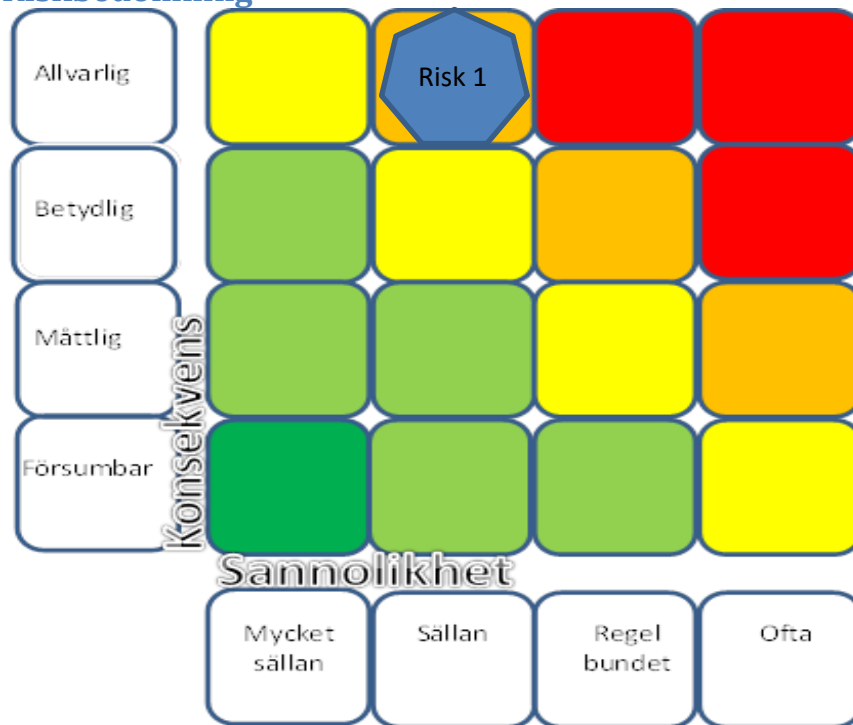 Allvarlig
Risk 1
Betydlig
Måttlig
Försumbar
Konsekvens
Sannolikhet
Mycket
sällan
Sällan
Regel
bundet
Ofta